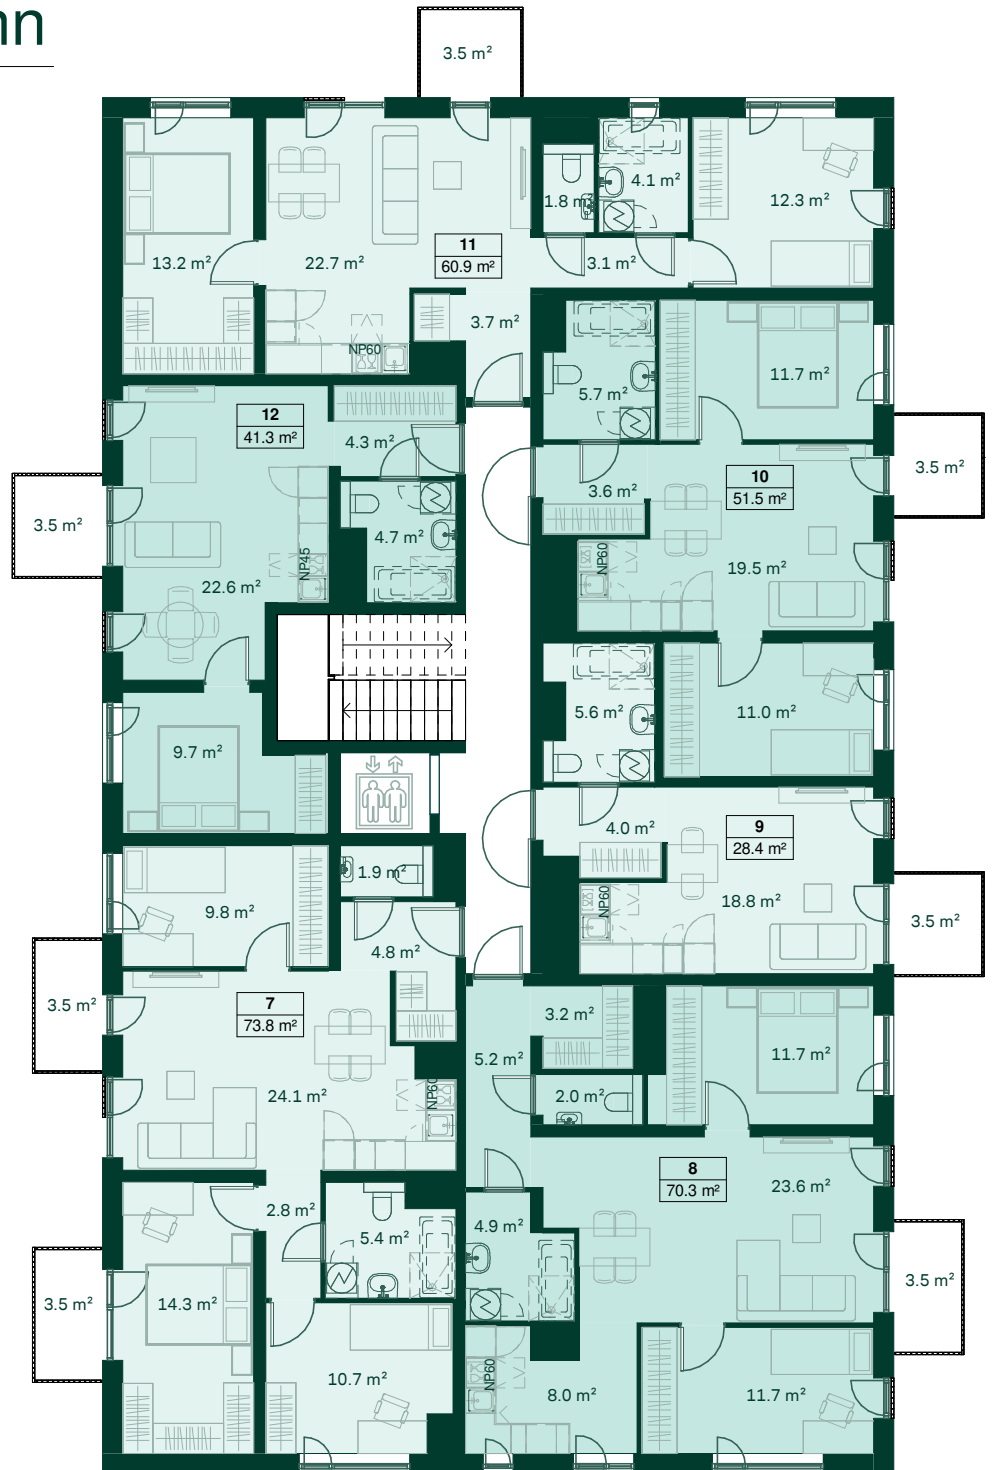 nn
3.5 m²
4.1 m²
1.8 m
12.3 m²
11
60.9 m²
13.2 m²
22.7 m²
3.1 m²
3.7 m²
NP60
11.7 m²
5.7 m²
12
41.3 m²
4.3 m²
10
51.5 m²
3.5 m²
3.6 m²
3.5 m²
4.7 m²
NP45
NP60
19.5 m²
22.6 m²
5.6 m²
11.0 m²
9.7 m²
4.0 m²
9
28.4 m²
1.9 m²
NP60
18.8 m²
9.8 m²
3.5 m²
4.8 m²
3.5 m²
7
73.8 m²
3.2 m²
5.2 m²
11.7 m²
24.1 m²
NP60
2.0 m²
8
70.3 m²
23.6 m²
2.8 m²
5.4 m²
4.9 m²
3.5 m²
3.5 m²
14.3 m²
10.7 m²
NP60
8.0 m²
11.7 m²